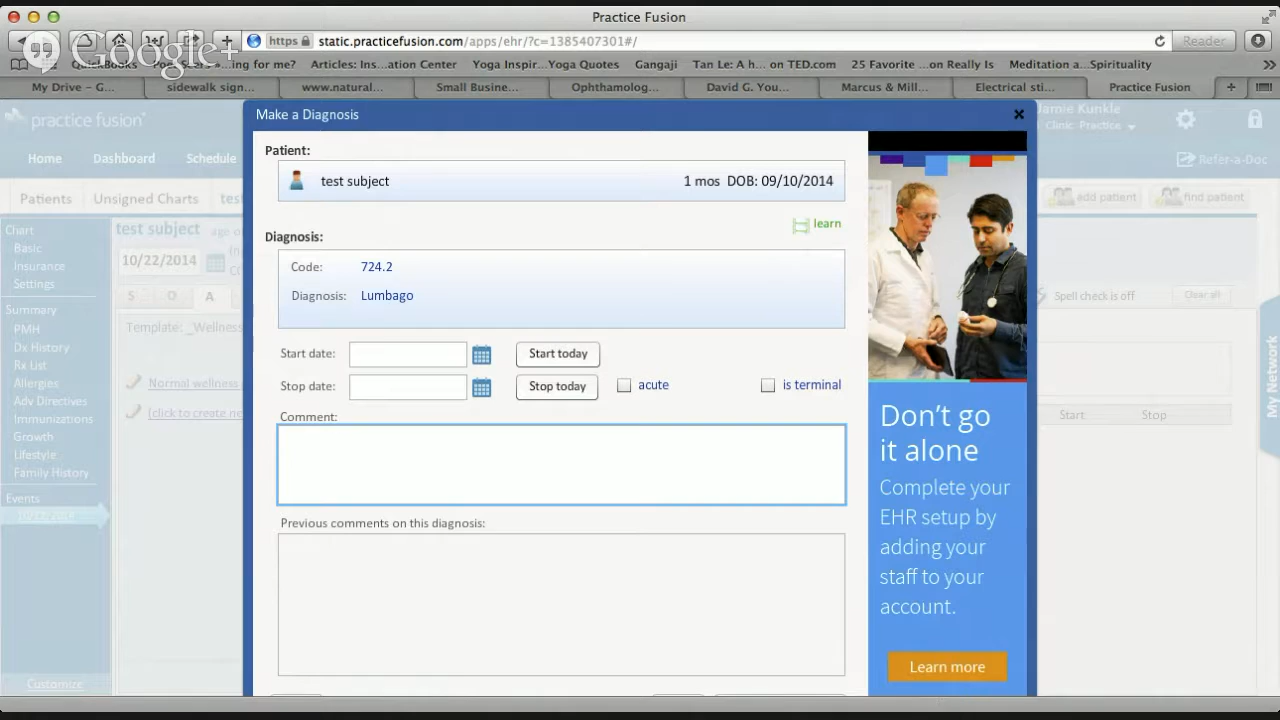 Practice Fusion
Google+
https static.practicefusion.com/apps/ehr/?c=1385407301#/
Reader
QuickBooks
...ng for me?
Articles: Ins...ation Center
Yoga Inspir...Yoga Quotes
Gangaji
Tan Le: A h... on TED.com
25 Favorite ...on Really Is
Meditation a...Spirituality
My Drive – G...
sidewalk sign...
www.natural...
Small Busine...
Ophthamolog...
David G. You...
Marcus & Mill...
Electrical sti...
Practice Fusion
practice fusion
Make a Diagnosis
Jamie Kunkle
Clinic: Practice
Home
Dashboard
Schedule
Refer-a-Doc
Patients
Unsigned Charts
test
add patient
find patient
Chart
Basic
Insurance
Settings
Summary
PMH
Dx History
Rx List
Allergies
Adv Directives
Immunizations
Growth
Lifestyle
Family History
Events
10/22/2014
Customize
test subject
10/22/2014
S O A
Template: _Wellness
Normal wellness
[click to create ne
Spell check is off
Clear all
Start Stop
My Network
Patient:
test subject 1 mos DOB: 09/10/2014
learn
Diagnosis:
Code: 724.2
Diagnosis: Lumbago
Start date: Start today
Stop date: Stop today acute is terminal
Comment:
Previous comments on this diagnosis:
Don't go
it alone
Complete your
EHR setup by
adding your
staff to your
account.
Learn more